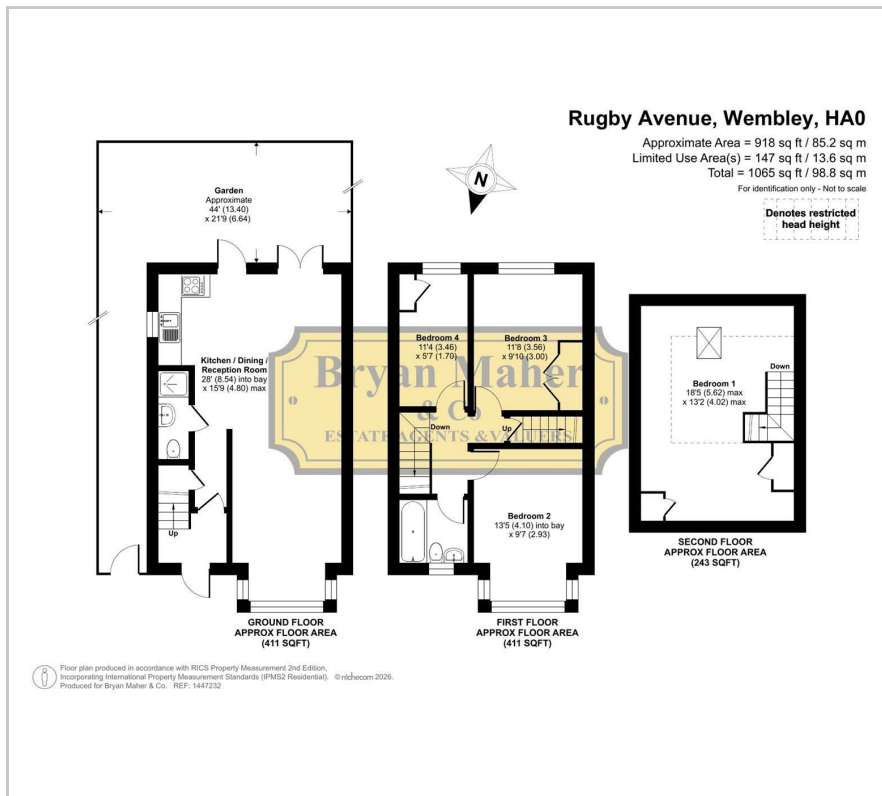 Rugby Avenue, Wembley, HA0
Approximate Area = 918 sq ft / 85.2 sq m
Limited Use Area(s) = 147 sq ft / 13.6 sq m
Total = 1065 sq ft / 98.8 sq m
For identification only - Not to scale
Denotes restricted
head height
N
Garden
Approximate
44' (13.40)
x 21'9 (6.64)
Kitchen / Dining /
Reception Room
28' (8.54) into bay
x 15'9 (4.80) max
Up
GROUND FLOOR
APPROX FLOOR AREA
(411 SQFT)
Bedroom 4
11'4 (3.46)
x 5'7 (1.70)
Bedroom 3
11'8 (3.56)
x 9'10 (3.00)
Down
Up
Bedroom 2
13'5 (4.10) into bay
x 9'7 (2.93)
FIRST FLOOR
APPROX FLOOR AREA
(411 SQFT)
Bedroom 1
18'5 (5.62) max
x 13'2 (4.02) max
Down
SECOND FLOOR
APPROX FLOOR AREA
(243 SQFT)
Bryan Maher
& Co
ESTATE AGENTS & VALUERS
Floor plan produced in accordance with RICS Property Measurement 2nd Edition,
Incorporating International Property Measurement Standards (IPMS2 Residential). © nichecom 2026.
Produced for Bryan Maher & Co. REF: 1447232